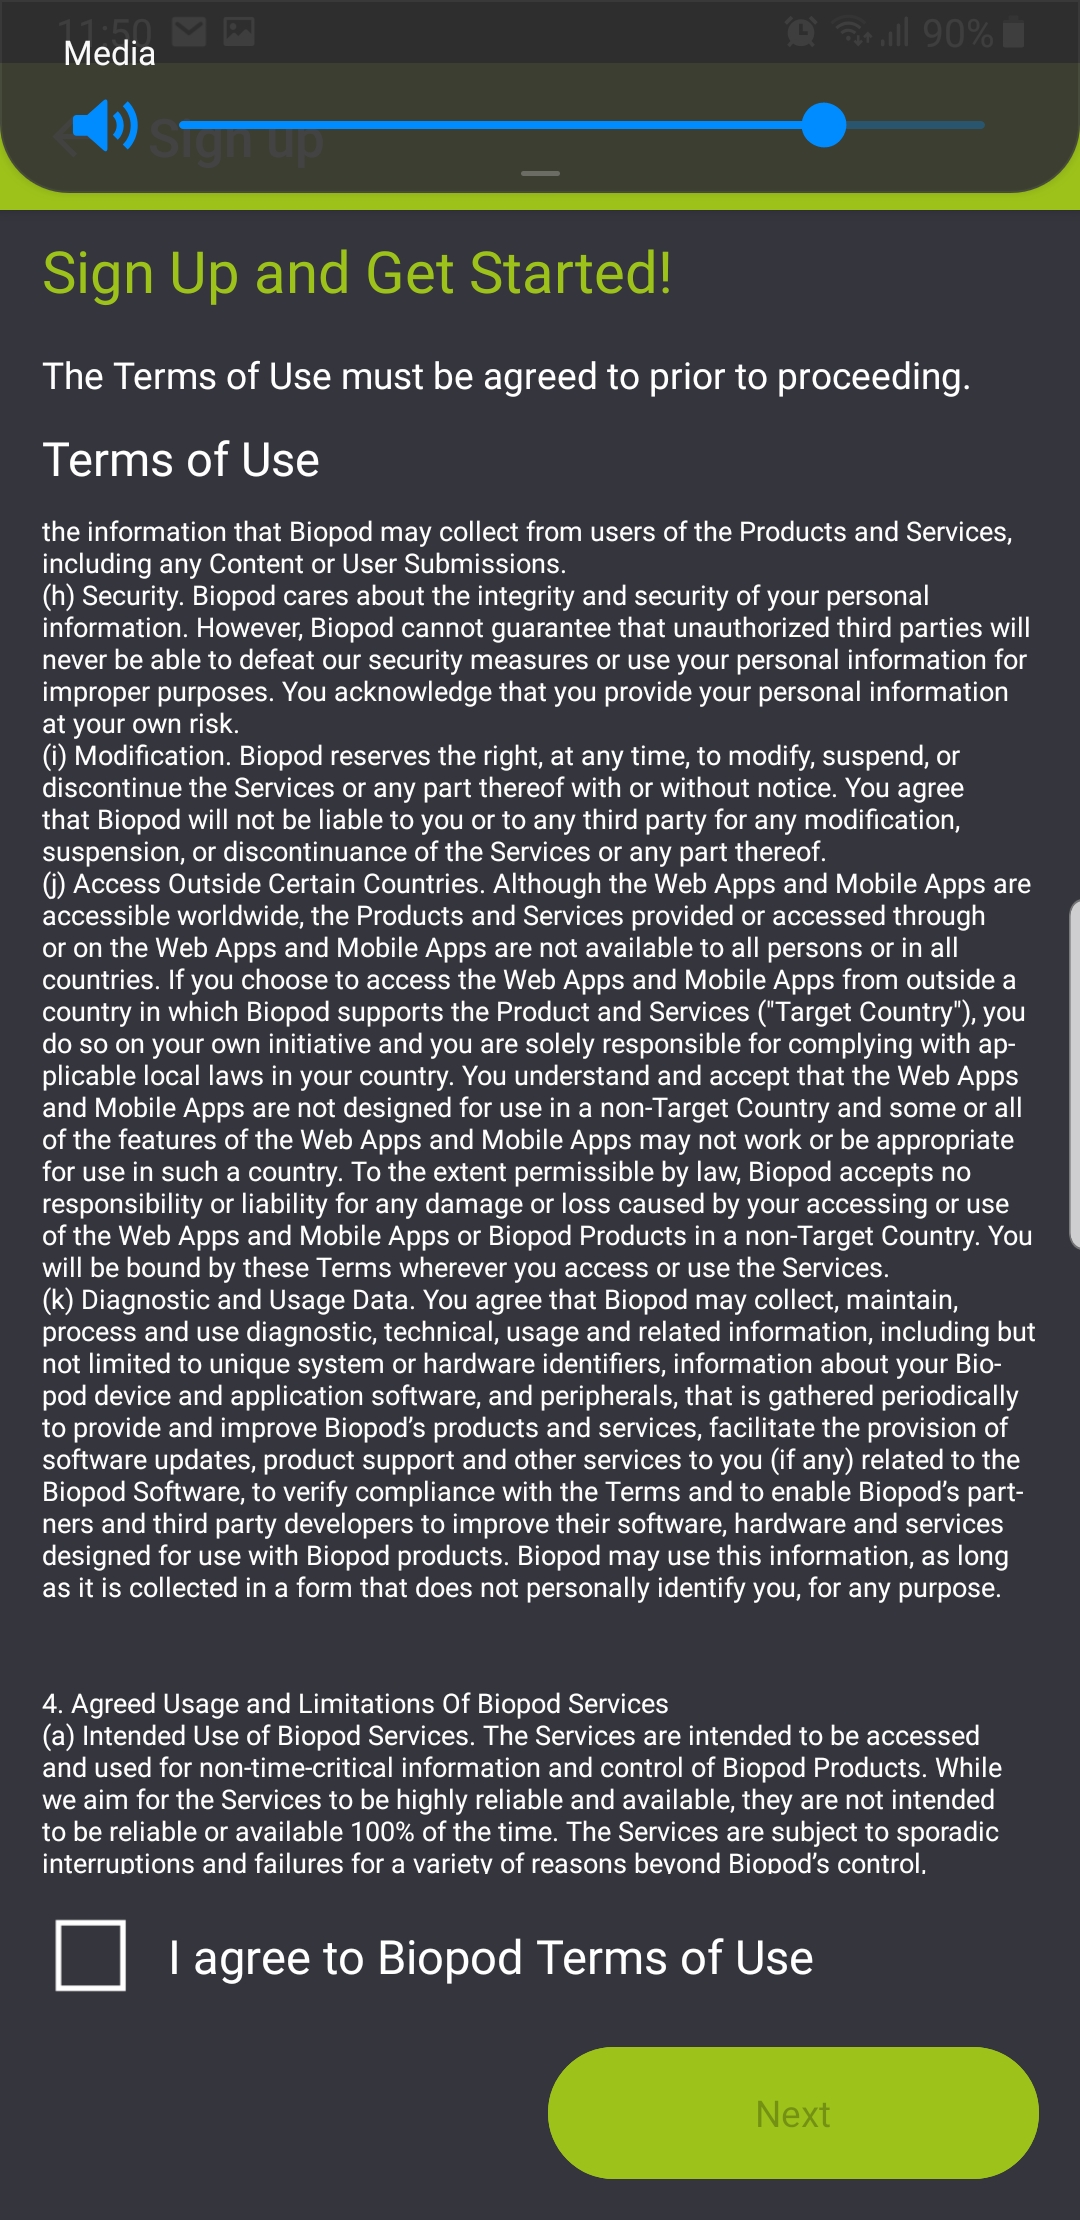 11:50
90%
Media
Sign up
Sign Up and Get Started!
The Terms of Use must be agreed to prior to proceeding.
Terms of Use
the information that Biopod may collect from users of the Products and Services,
including any Content or User Submissions.
(h) Security. Biopod cares about the integrity and security of your personal
information. However, Biopod cannot guarantee that unauthorized third parties will
never be able to defeat our security measures or use your personal information for
improper purposes. You acknowledge that you provide your personal information
at your own risk.
(i) Modification. Biopod reserves the right, at any time, to modify, suspend, or
discontinue the Services or any part thereof with or without notice. You agree
that Biopod will not be liable to you or to any third party for any modification,
suspension, or discontinuance of the Services or any part thereof.
(j) Access Outside Certain Countries. Although the Web Apps and Mobile Apps are
accessible worldwide, the Products and Services provided or accessed through
or on the Web Apps and Mobile Apps are not available to all persons or in all
countries. If you choose to access the Web Apps and Mobile Apps from outside a
country in which Biopod supports the Product and Services ("Target Country"), you
do so on your own initiative and you are solely responsible for complying with ap-
plicable local laws in your country. You understand and accept that the Web Apps
and Mobile Apps are not designed for use in a non-Target Country and some or all
of the features of the Web Apps and Mobile Apps may not work or be appropriate
for use in such a country. To the extent permissible by law, Biopod accepts no
responsibility or liability for any damage or loss caused by your accessing or use
of the Web Apps and Mobile Apps or Biopod Products in a non-Target Country. You
will be bound by these Terms wherever you access or use the Services.
(k) Diagnostic and Usage Data. You agree that Biopod may collect, maintain,
process and use diagnostic, technical, usage and related information, including but
not limited to unique system or hardware identifiers, information about your Bio-
pod device and application software, and peripherals, that is gathered periodically
to provide and improve Biopod’s products and services, facilitate the provision of
software updates, product support and other services to you (if any) related to the
Biopod Software, to verify compliance with the Terms and to enable Biopod’s part-
ners and third party developers to improve their software, hardware and services
designed for use with Biopod products. Biopod may use this information, as long
as it is collected in a form that does not personally identify you, for any purpose.
4. Agreed Usage and Limitations Of Biopod Services
(a) Intended Use of Biopod Services. The Services are intended to be accessed
and used for non-time-critical information and control of Biopod Products. While
we aim for the Services to be highly reliable and available, they are not intended
to be reliable or available 100% of the time. The Services are subject to sporadic
interruptions and failures for a variety of reasons beyond Biopod’s control,
I agree to Biopod Terms of Use
Next